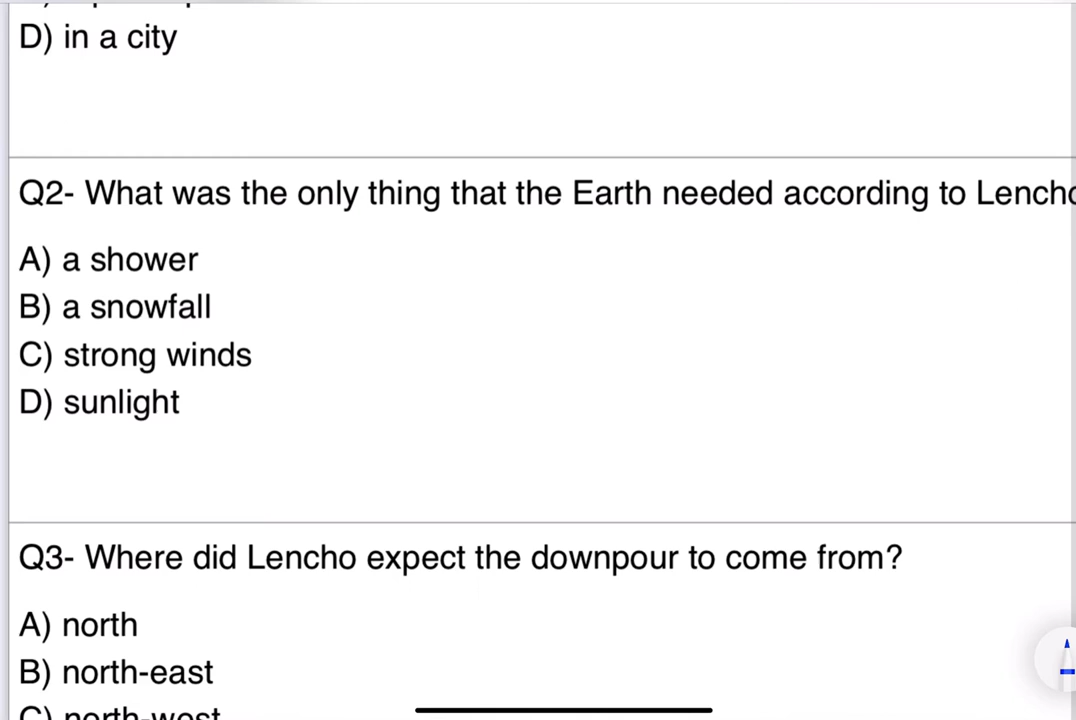 D) in a city
Q2- What was the only thing that the Earth needed according to
A) a shower
B) a snowfall
C) strong winds
D) sunlight
Q3- Where did Lencho expect the downpour to come from?
A) north
B) north-east